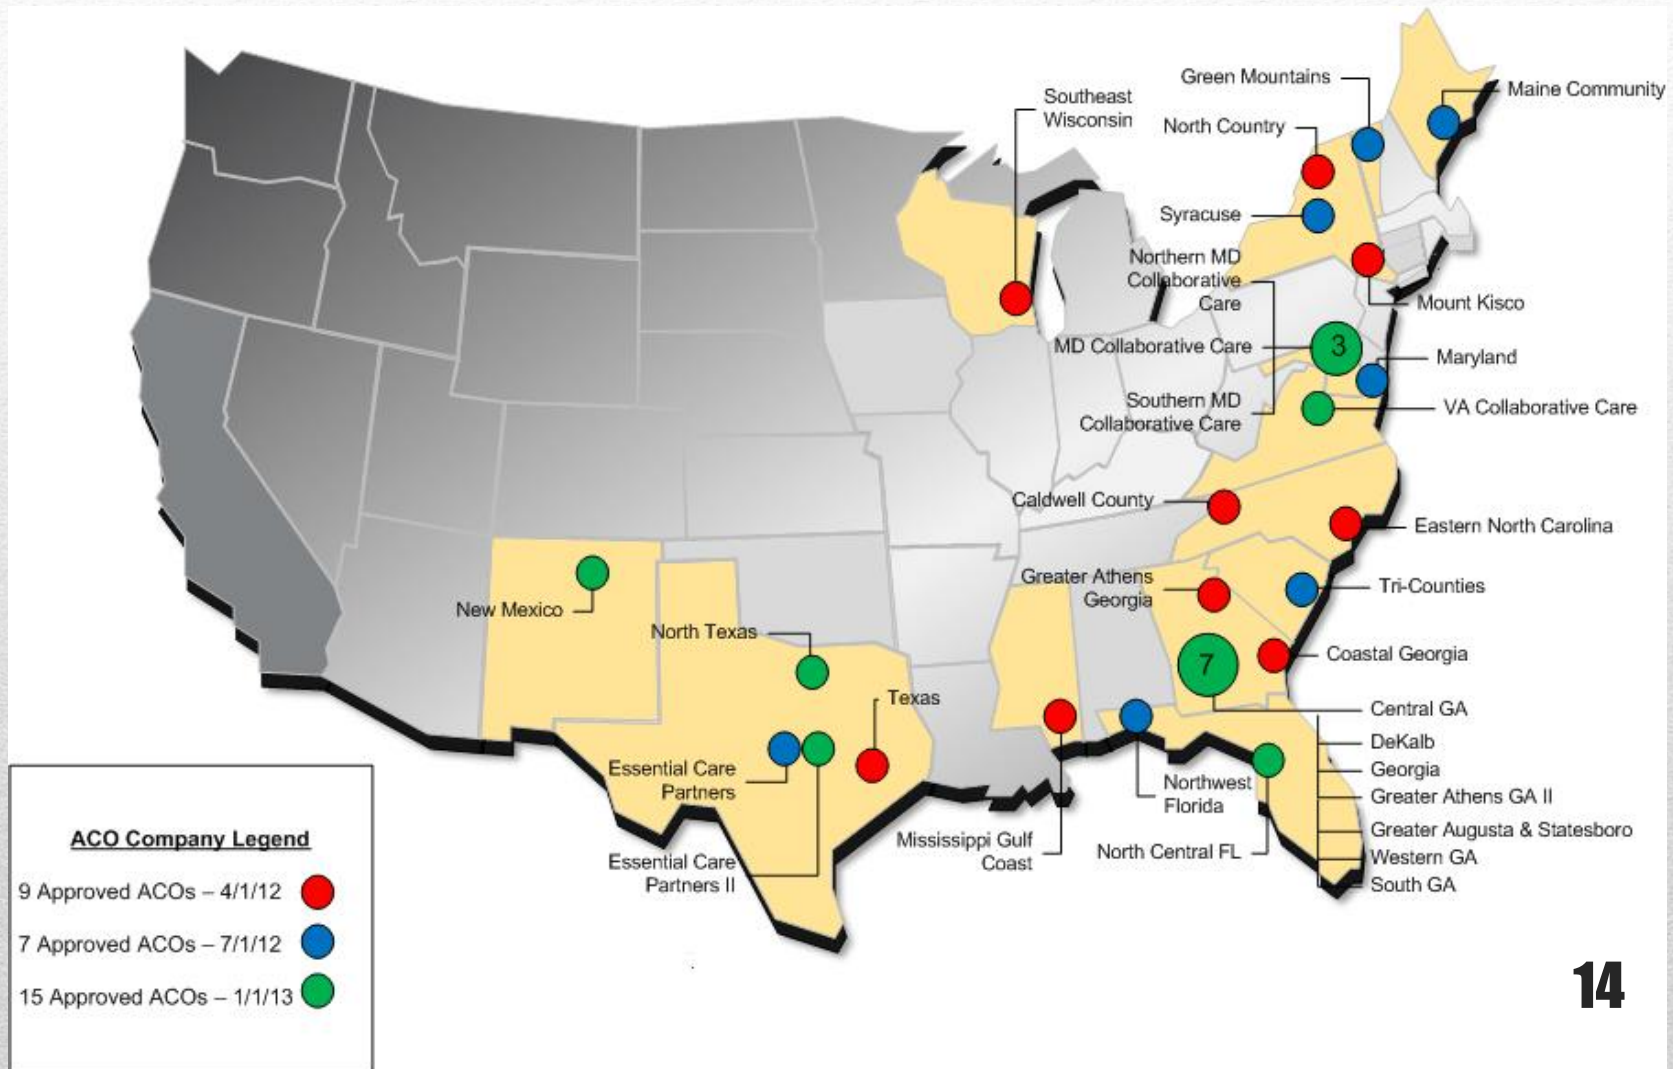 Green Mountains
Maine Community
Southeast
Wisconsin
North Country
Syracuse
Northern MD
Collaborative
Care
Mount Kisco
MD Collaborative Care
3
Maryland
Southern MD
Collaborative Care
VA Collaborative Care
Caldwell County
Eastern North Carolina
Greater Athens
Georgia
Tri-Counties
New Mexico
North Texas
7
Coastal Georgia
Texas
Central GA
DeKalb
Georgia
Greater Athens GA II
Greater Augusta & Statesboro
Western GA
South GA
Essential Care
Partners
Northwest
Florida
Mississippi Gulf
Coast
North Central FL
Essential Care
Partners II
ACO Company Legend
9 Approved ACOs – 4/1/12
7 Approved ACOs – 7/1/12
15 Approved ACOs – 1/1/13
14